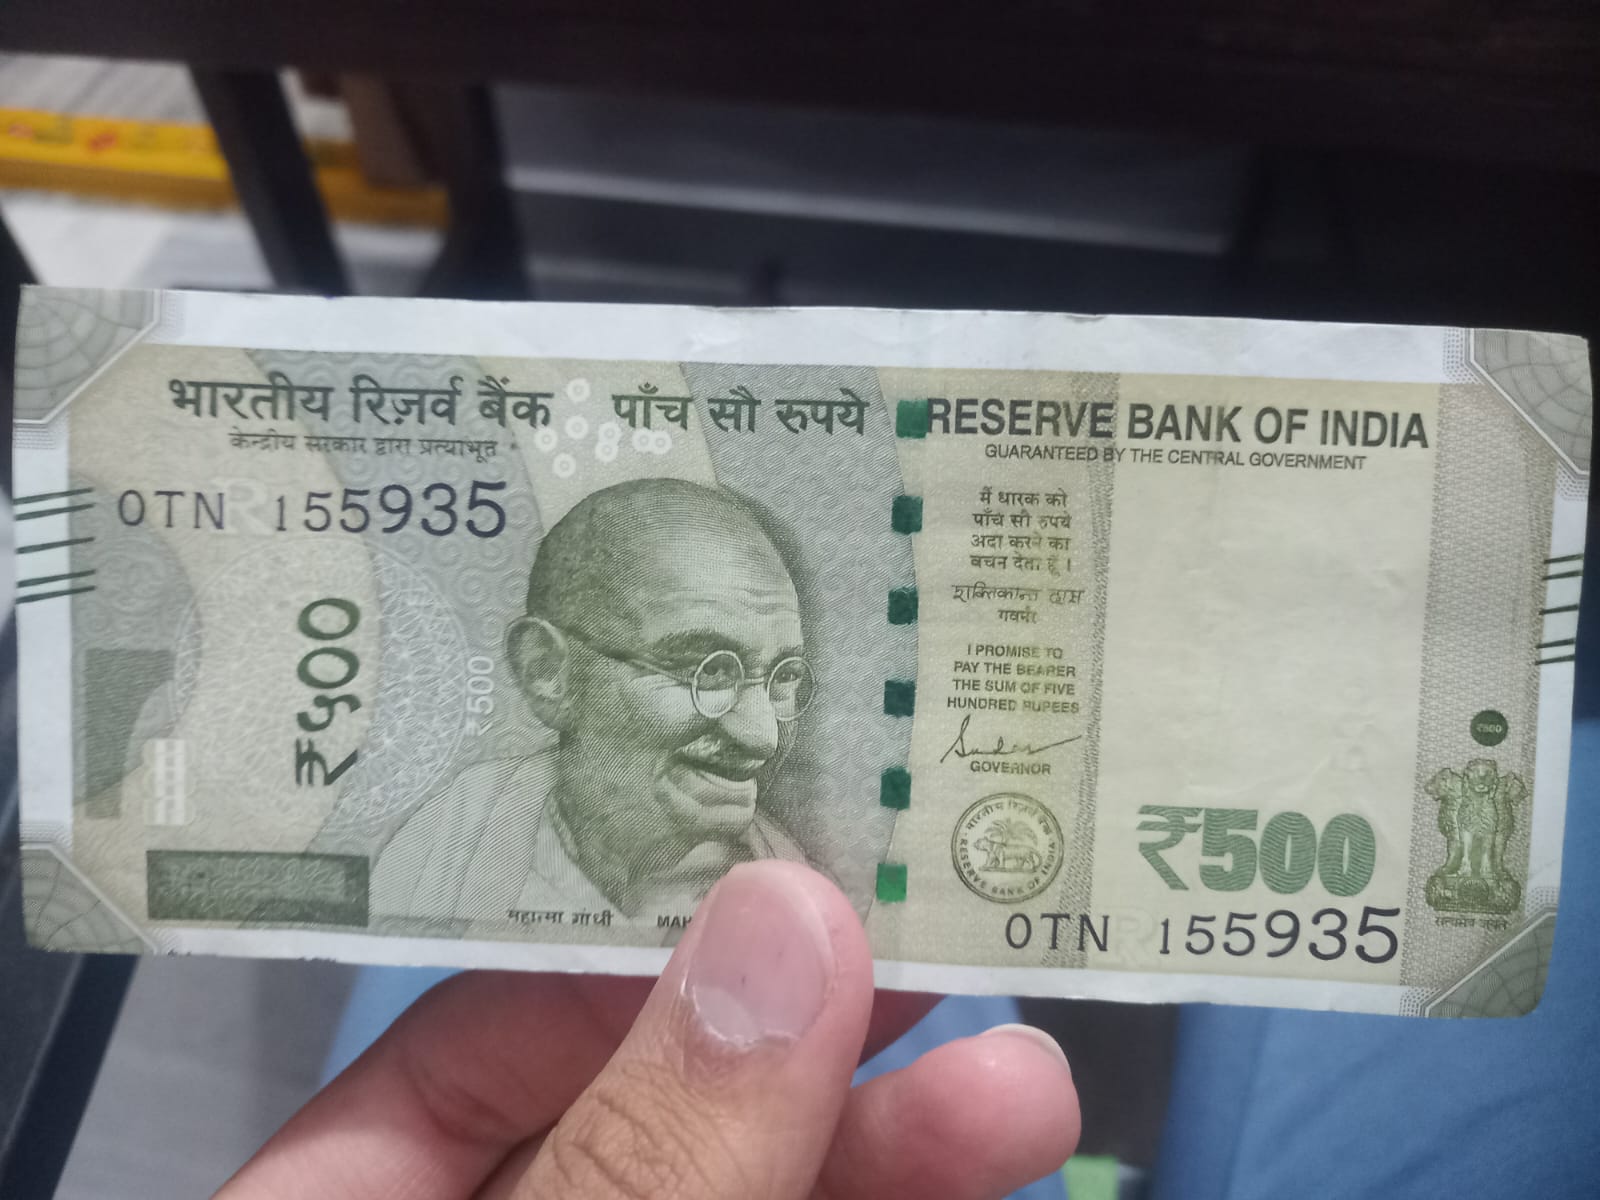 भारतीय रिज़र्व बैंक
केन्द्रीय सरकार द्वारा प्रत्याभूत
पाँच सौ रुपये
RESERVE BANK OF INDIA
GUARANTEED BY THE CENTRAL GOVERNMENT
0TN 155935
₹५००
₹500
मैं धारक को
पाँच सौ रुपये
अदा करने का
वचन देता हूँ ।
शक्तिकान्त दास
गवर्नर
I PROMISE TO
PAY THE BEARER
THE SUM OF FIVE
HUNDRED RUPEES
GOVERNOR
भारतीय रिज़र्व बैंक
RESERVE BANK OF INDIA
₹500
₹500
सत्यमेव जयते
0TN 155935
महात्मा गांधी